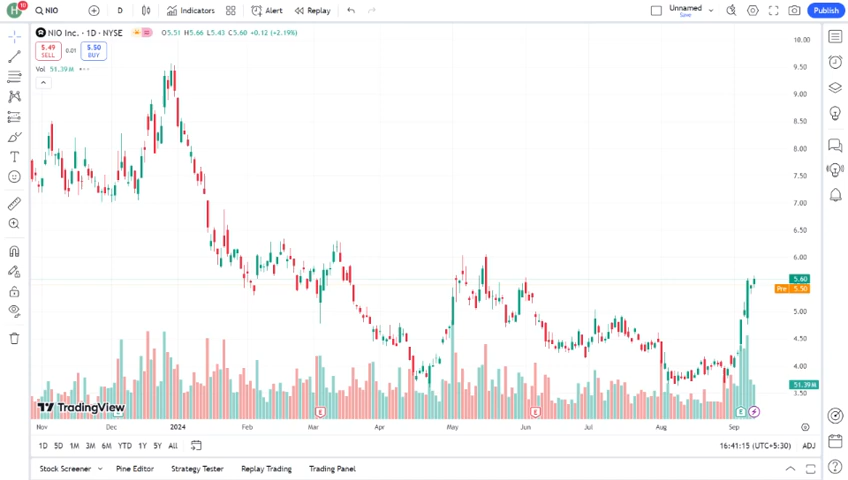 H 10 NIO D Indicators Alert Replay Unnamed Save Publish
NIO Inc. · 1D · NYSE O5.51 H5.66 L5.43 C5.60 +0.12 (+2.19%)
5.49 SELL 0.01 5.50 BUY
Vol 51.39 M
10.00
9.50
9.00
8.50
8.00
7.50
7.00
6.50
6.00
5.60
Pre 5.50
5.00
4.50
4.00
51.39 M
3.50
TradingView
E E E
Nov Dec 2024 Feb Mar Apr May Jun Jul Aug Sep
1D 5D 1M 3M 6M YTD 1Y 5Y All 16:41:15 (UTC+5:30) ADJ
Stock Screener Pine Editor Strategy Tester Replay Trading Trading Panel